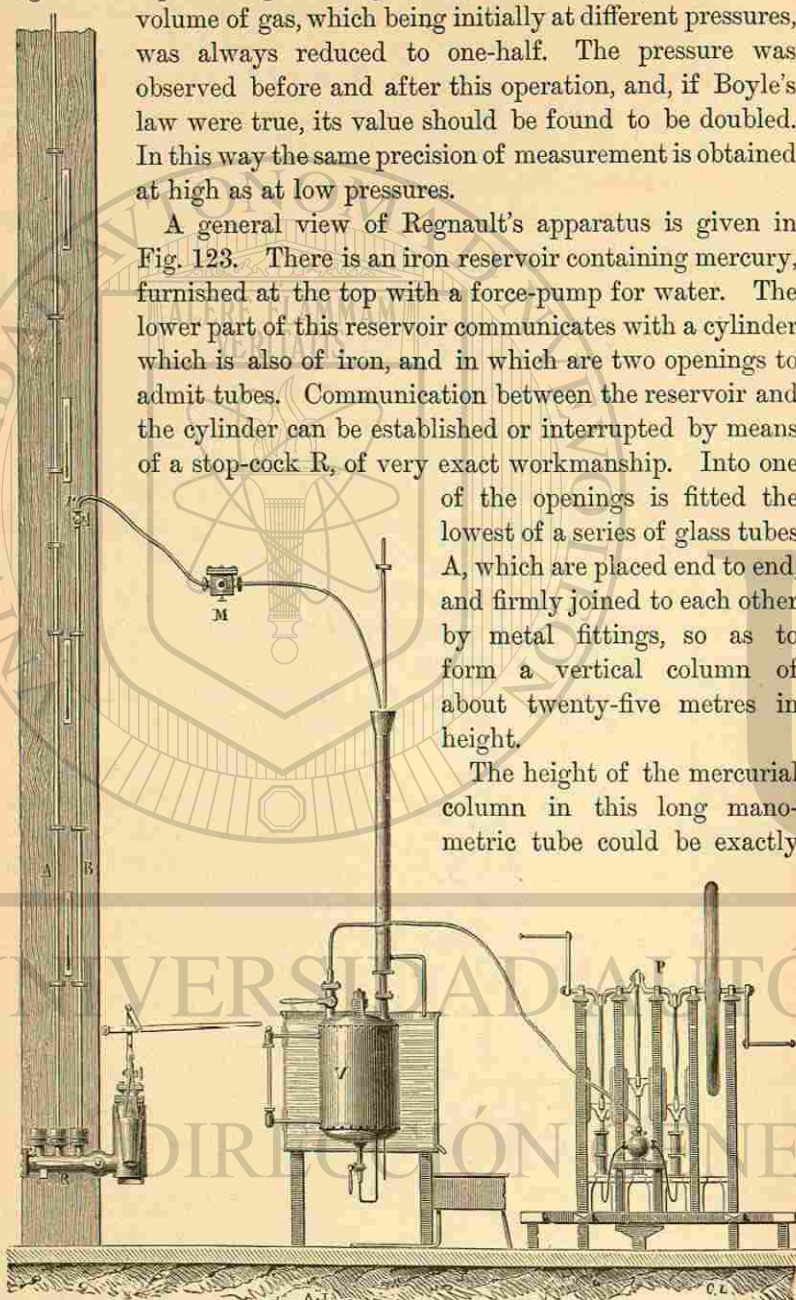 volume of gas, which being initially at different pressures,
was always reduced to one-half. The pressure was
observed before and after this operation, and, if Boyle's
law were true, its value should be found to be doubled.
In this way the same precision of measurement is obtained
at high as at low pressures.
A general view of Regnault's apparatus is given in
Fig. 123. There is an iron reservoir containing mercury,
furnished at the top with a force-pump for water. The
lower part of this reservoir communicates with a cylinder
which is also of iron, and in which are two openings to
admit tubes. Communication between the reservoir and
the cylinder can be established or interrupted by means
of a stop-cock R, of very exact workmanship. Into one
of the openings is fitted the
lowest of a series of glass tubes
A, which are placed end to end,
and firmly joined to each other
by metal fittings, so as to
form a vertical column of
about twenty-five metres in
height.
The height of the mercurial
column in this long mano-
metric tube could be exactly
M
A
B
P
V
R
UNIVERSIDAD AUTÓ
DIRECCIÓN